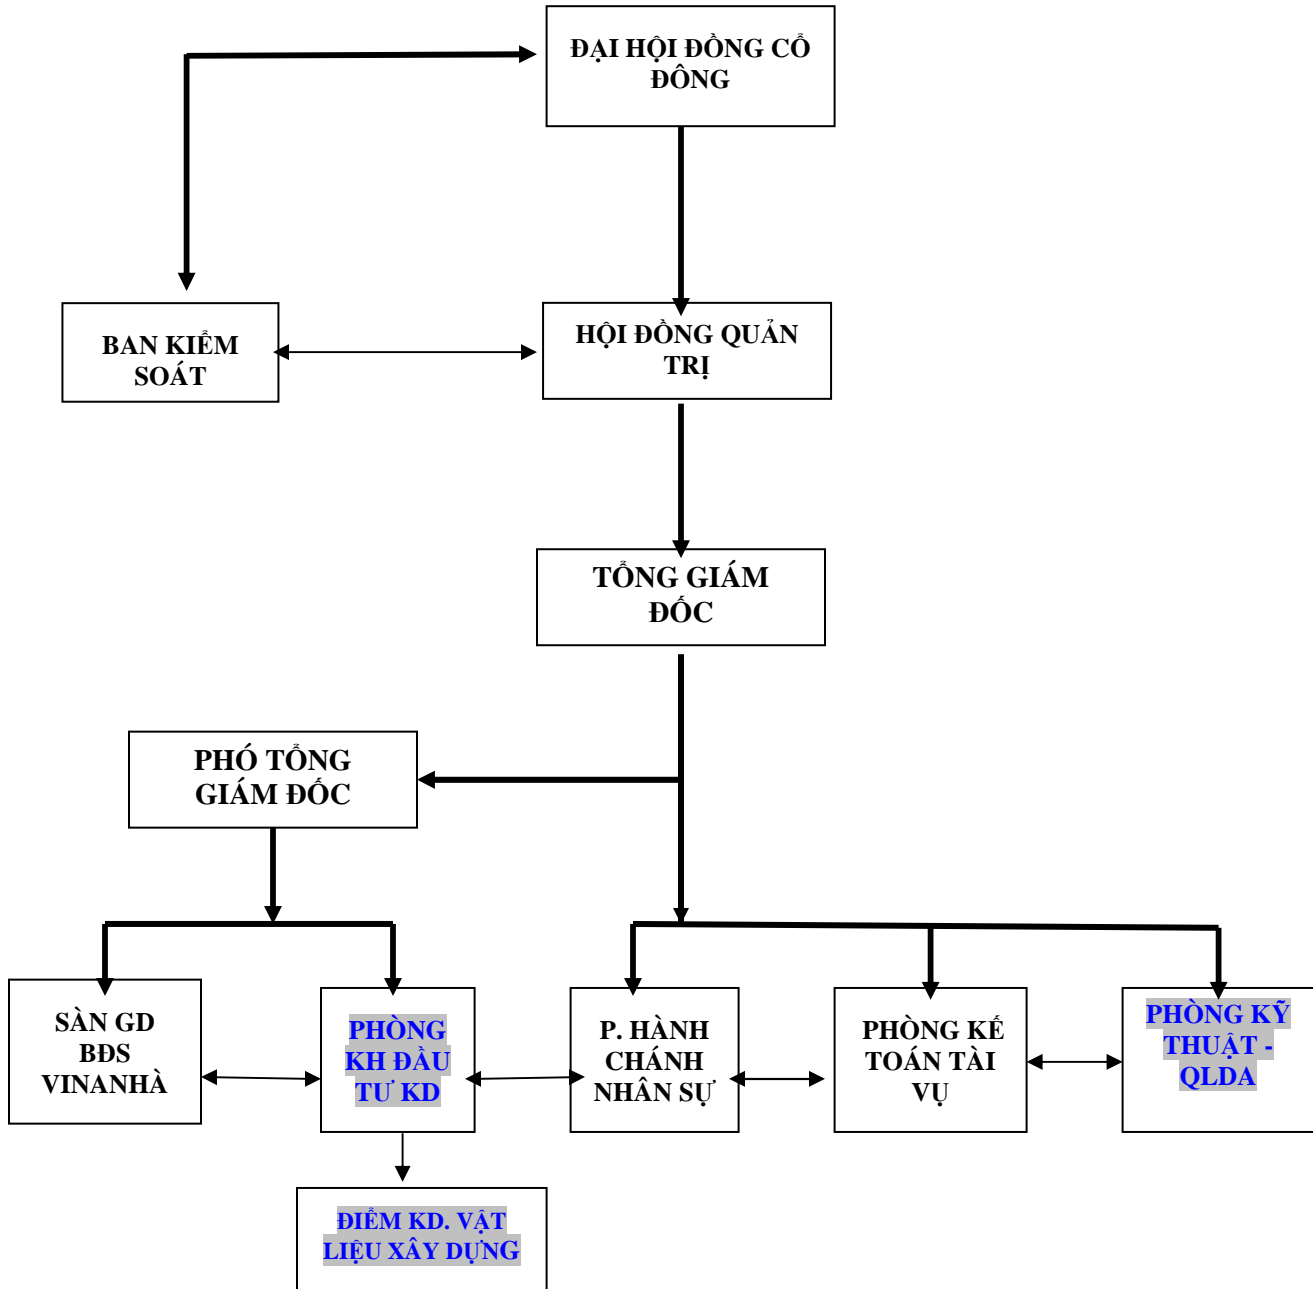 ĐẠI HỘI ĐỒNG CỔ
ĐÔNG
BAN KIỂM
SOÁT
HỘI ĐỒNG QUẢN
TRỊ
TỔNG GIÁM
ĐỐC
PHÓ TỔNG
GIÁM ĐỐC
SÀN GD
BĐS
VINANHÀ
PHÒNG
KH ĐẦU
TƯ KD
P. HÀNH
CHÁNH
NHÂN SỰ
PHÒNG KẾ
TOÁN TÀI
VỤ
PHÒNG KỸ
THUẬT -
QLDA
ĐIỂM KD. VẬT
LIỆU XÂY DỰNG